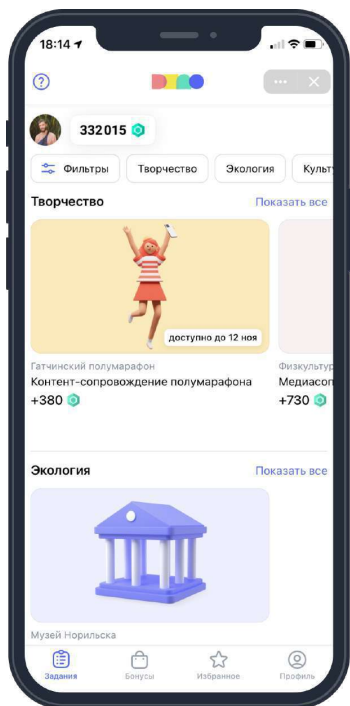 18:14
332015
Фильтры
Творчество
Экология
Культ
Творчество
Показать все
доступно до 12 ноя
Гатчинский полумарафон
Физкультур
Контент-сопровождение полумарафона
Медиасоп
+380
+730
Экология
Показать все
Музей Норильска
Задания
Бонусы
Избранное
Профиль